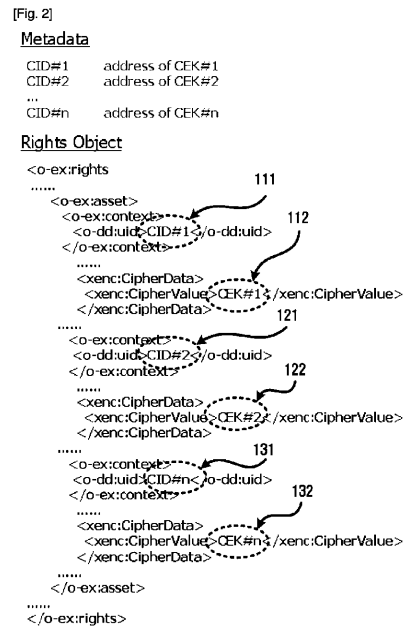 [Fig. 2]
Metadata
CID#1 address of CEK#1
CID#2 address of CEK#2
...
CID#n address of CEK#n
Rights Object
<o-ex:rights
......
<o-ex:asset>
111
<o-ex:context>
<o-dd:uid>CID#1</o-dd:uid>
</o-ex:context>
112
......
<xenc:CipherData>
<xenc:CipherValue>CEK#1</xenc:CipherValue>
</xenc:CipherData>
121
......
<o-ex:context>
<o-dd:uid>CID#2</o-dd:uid>
</o-ex:context>
122
......
<xenc:CipherData>
<xenc:CipherValue>CEK#2</xenc:CipherValue>
</xenc:CipherData>
......
131
<o-ex:context>
<o-dd:uid>CID#n</o-dd:uid>
</o-ex:context>
132
......
<xenc:CipherData>
<xenc:CipherValue>CEK#n</xenc:CipherValue>
</xenc:CipherData>
......
</o-ex:asset>
......
</o-ex:rights>